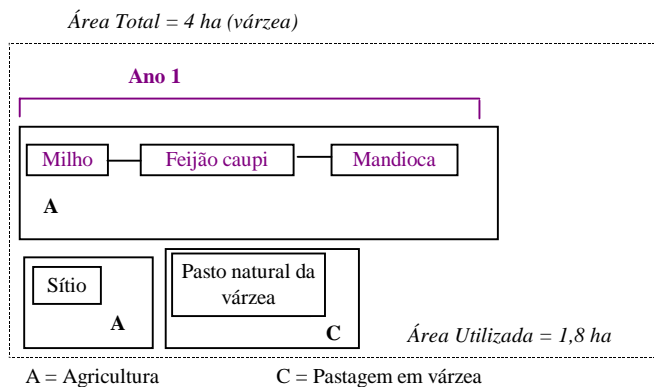 Área Total = 4 ha (várzea)
Ano 1
Milho
Feijão caupi
Mandioca
A
Sítio
A
Pasto natural da
várzea
C
Área Utilizada = 1,8 ha
A = Agricultura
C = Pastagem em várzea